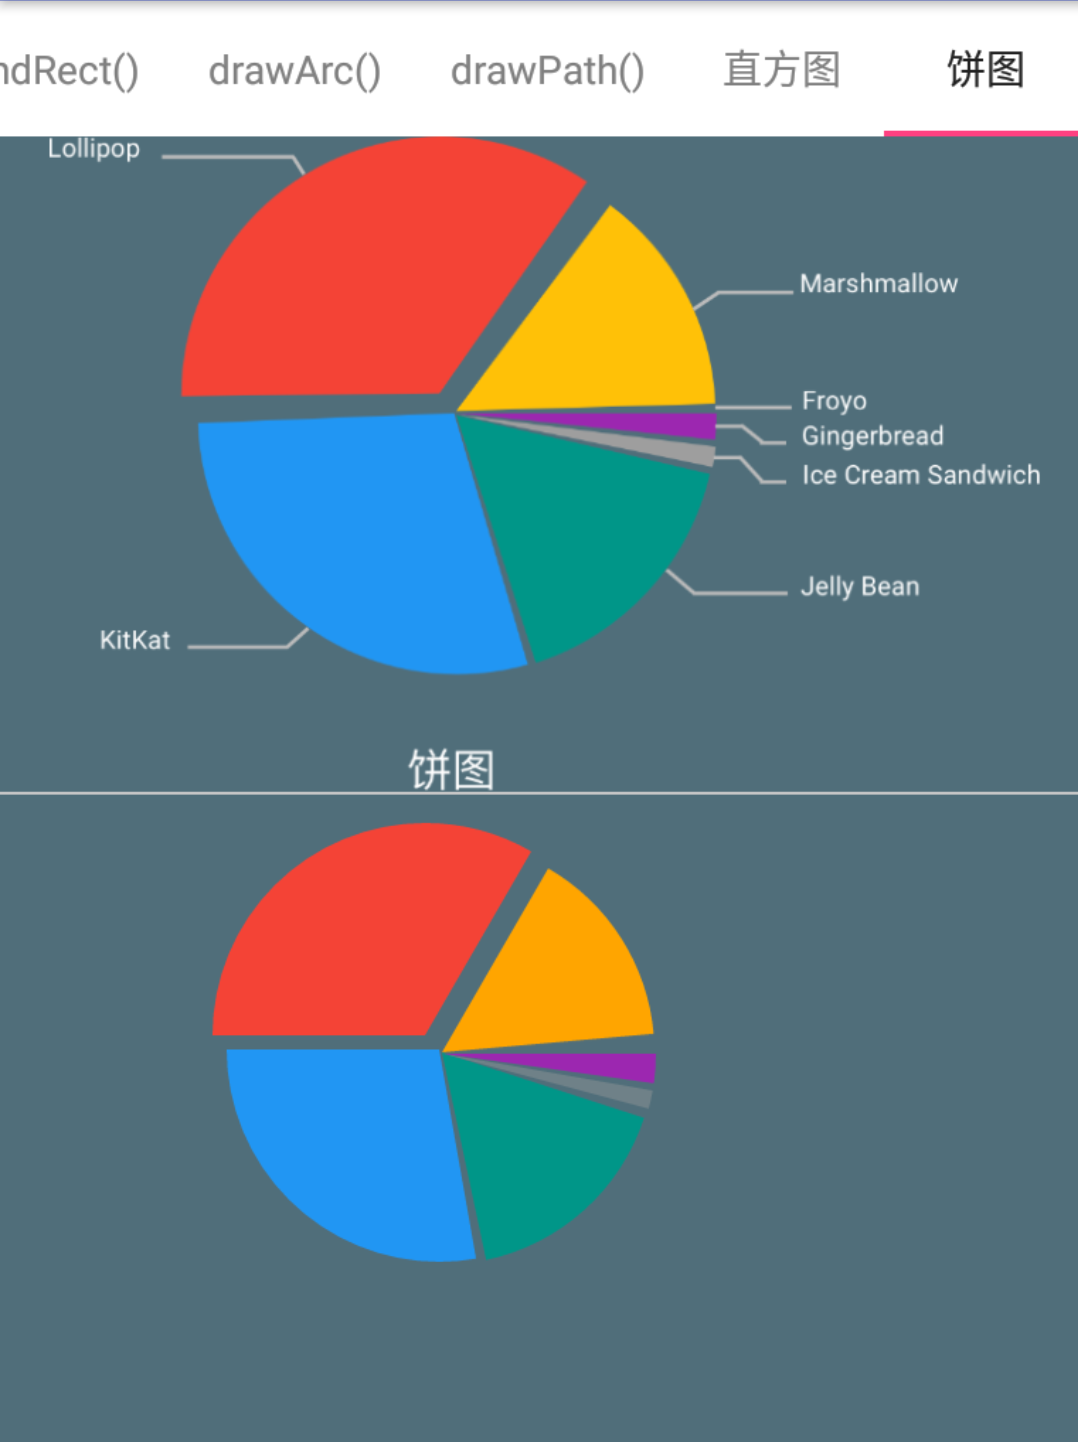 ndRect() drawArc() drawPath() 直方图 饼图
Lollipop
Marshmallow
Froyo
Gingerbread
Ice Cream Sandwich
Jelly Bean
KitKat
饼图